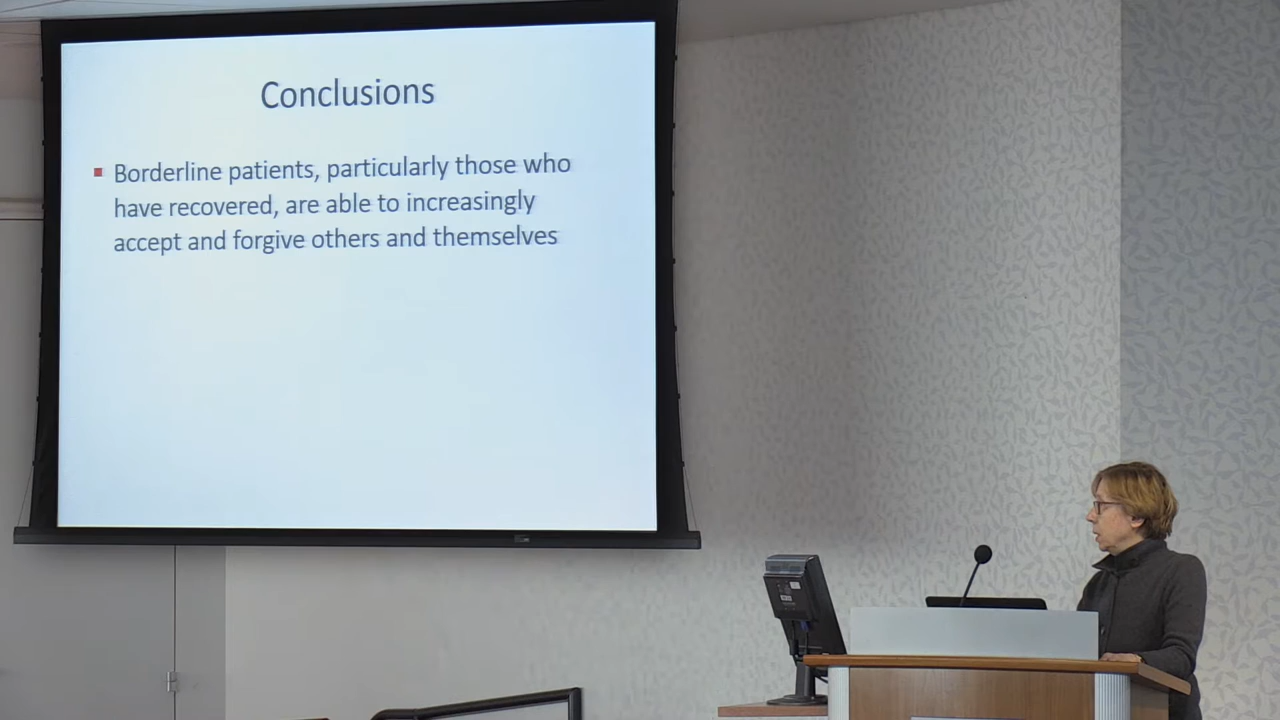 Conclusions
Borderline patients, particularly those who
have recovered, are able to increasingly
accept and forgive others and themselves